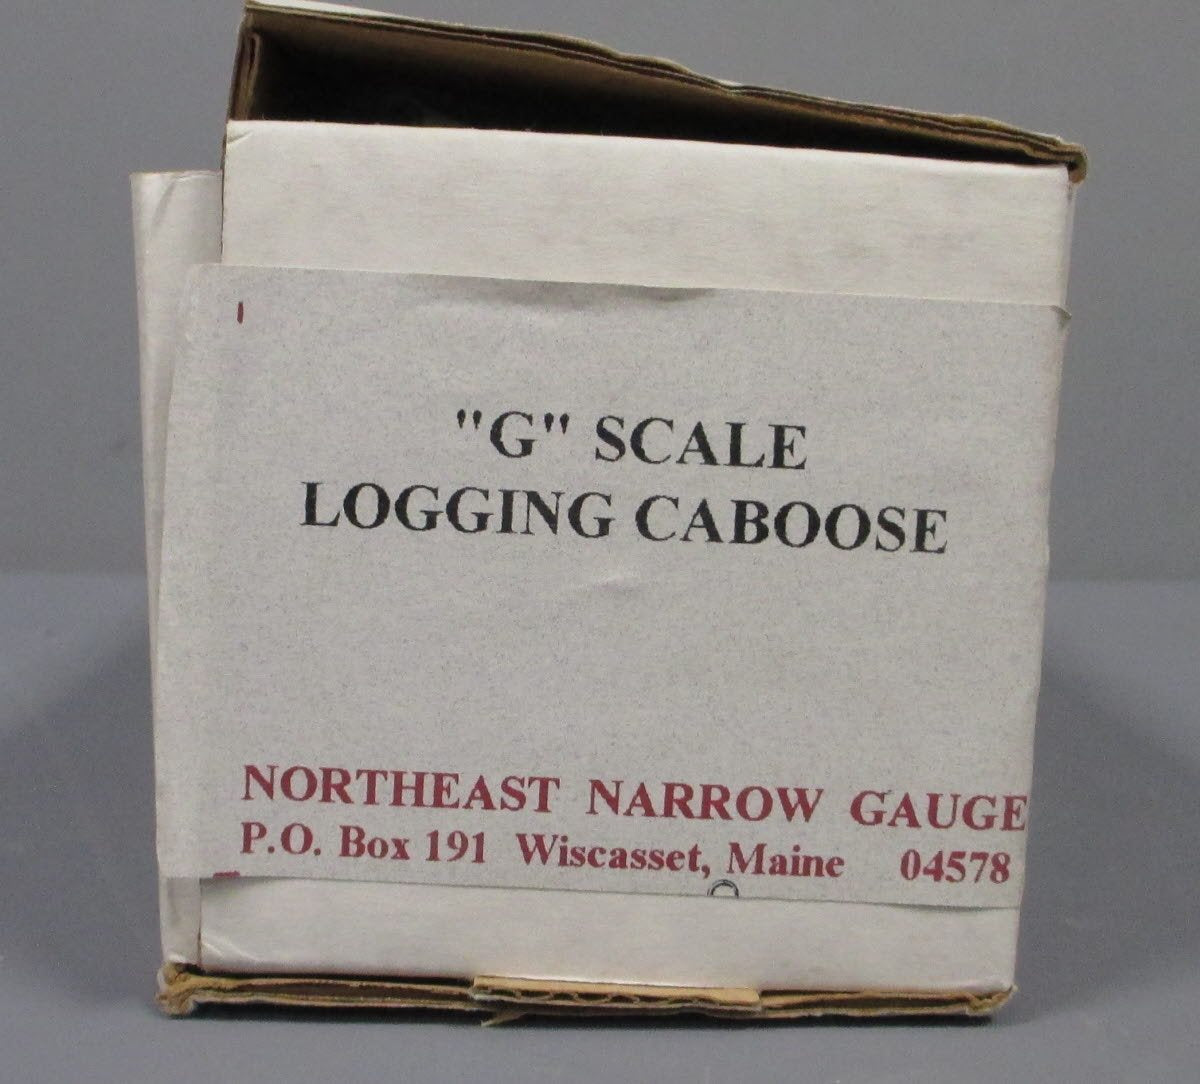 "G" SCALE
LOGGING CABOOSE
NORTHEAST NARROW GAUGE
P.O. Box 191 Wiscasset, Maine 04578